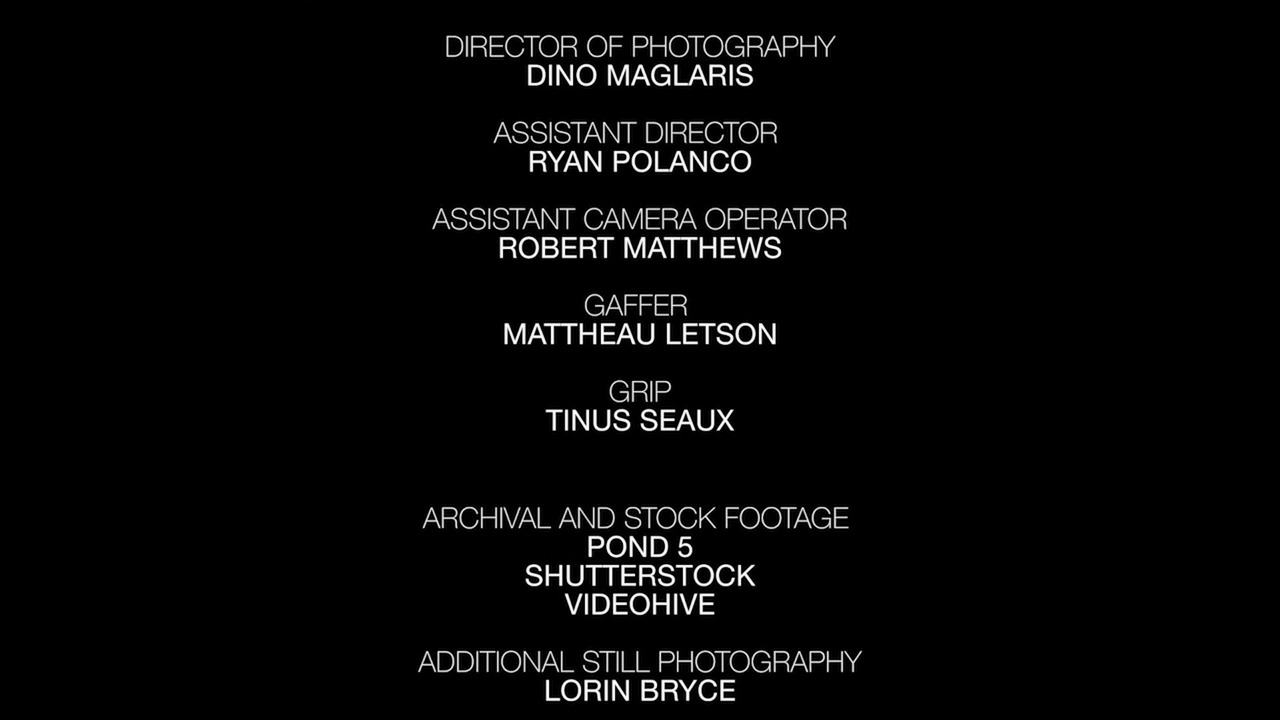 DIRECTOR OF PHOTOGRAPHY
DINO MAGLARIS
ASSISTANT DIRECTOR
RYAN POLANCO
ASSISTANT CAMERA OPERATOR
ROBERT MATTHEWS
GAFFER
MATTHEAU LETSON
GRIP
TINUS SEAUX
ARCHIVAL AND STOCK FOOTAGE
POND 5
SHUTTERSTOCK
VIDEOHIVE
ADDITIONAL STILL PHOTOGRAPHY
LORIN BRYCE